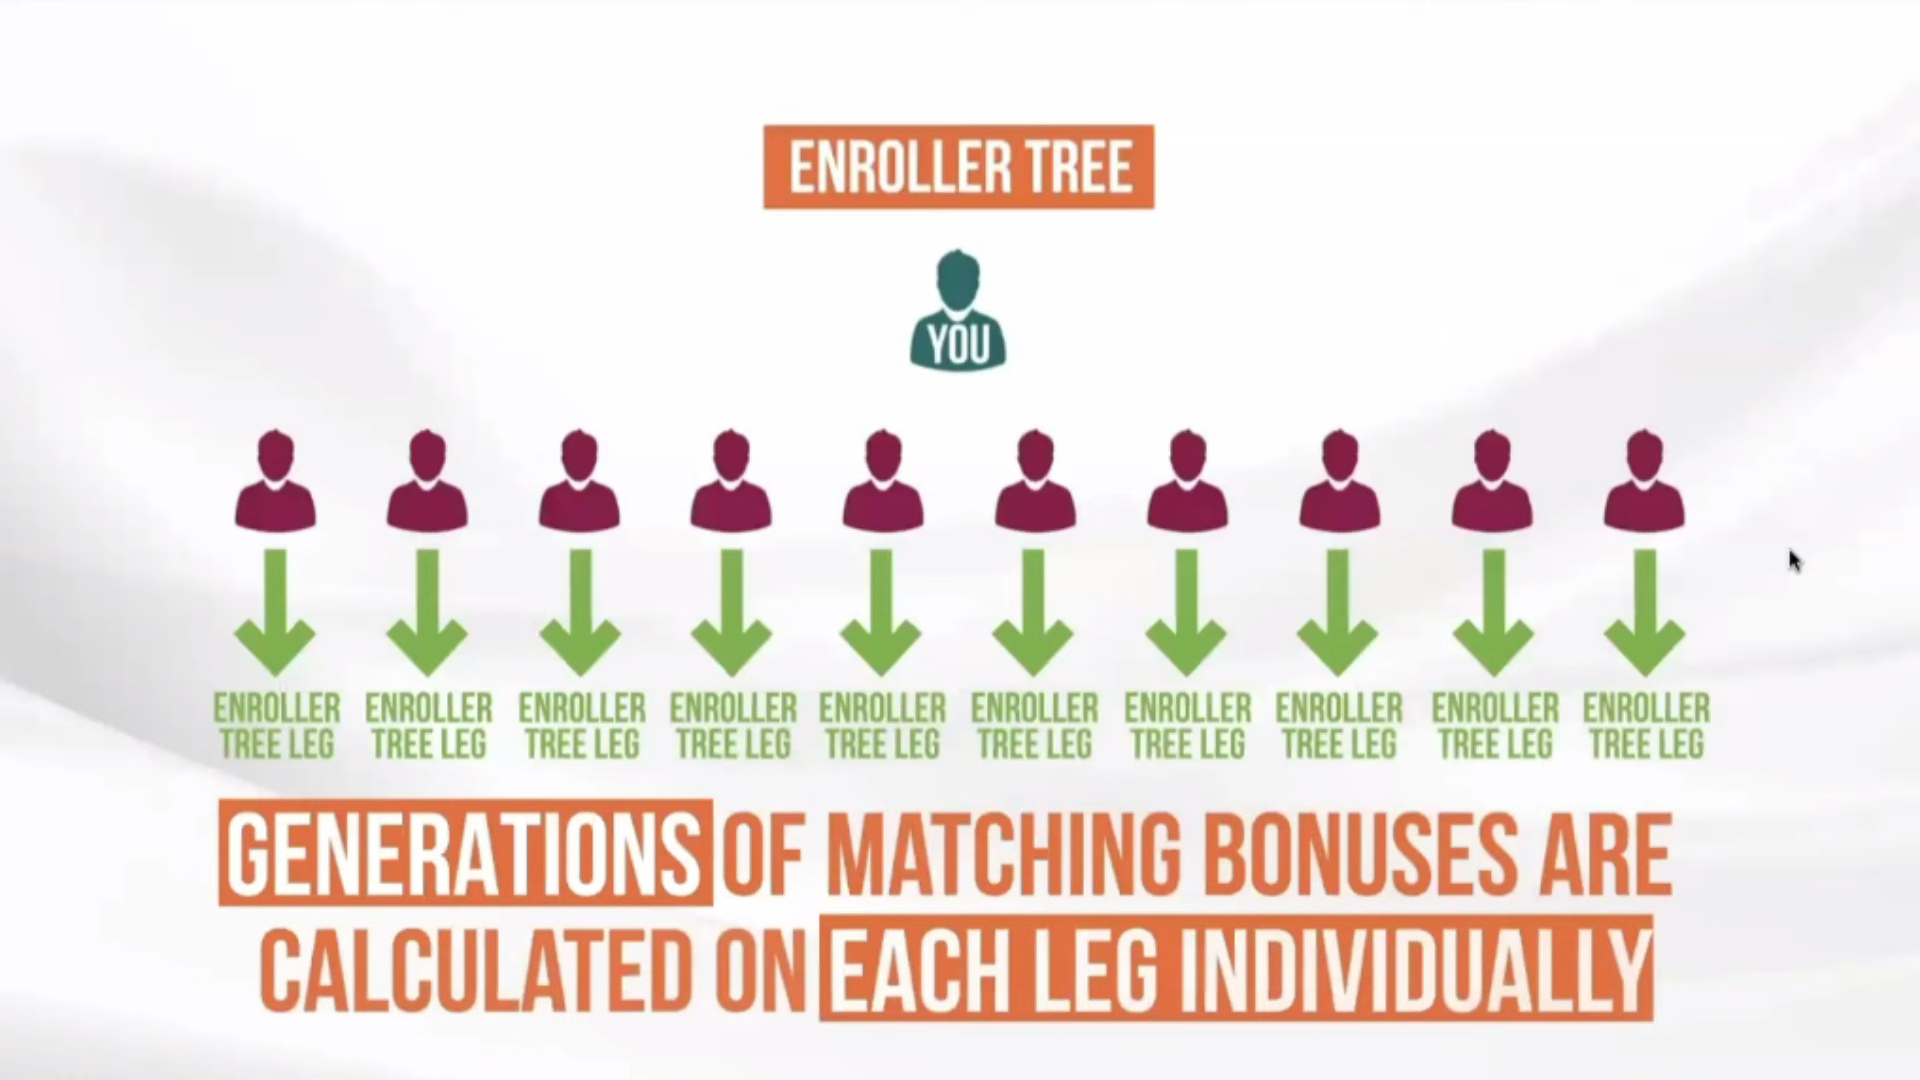 ENROLLER TREE
YOU
ENROLLER ENROLLER ENROLLER ENROLLER ENROLLER ENROLLER ENROLLER ENROLLER ENROLLER ENROLLER
TREE LEG TREE LEG TREE LEG TREE LEG TREE LEG TREE LEG TREE LEG TREE LEG TREE LEG TREE LEG
GENERATIONS OF MATCHING BONUSES ARE
CALCULATED ON EACH LEG INDIVIDUALLY